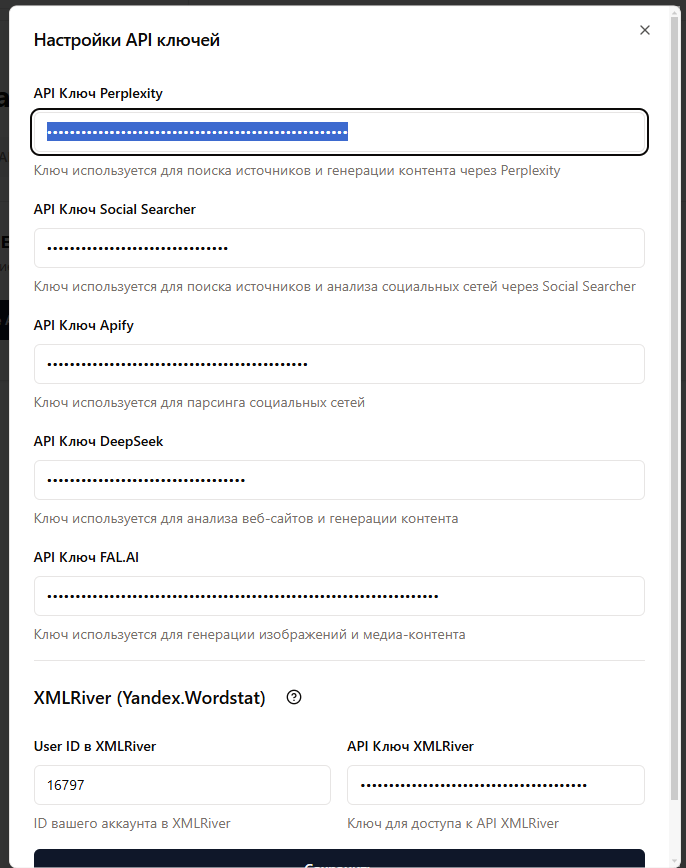 Настройки API ключей
API Ключ Perplexity
Ключ используется для поиска источников и генерации контента через Perplexity
API Ключ Social Searcher
Ключ используется для поиска источников и анализа социальных сетей через Social Searcher
API Ключ Apify
Ключ используется для парсинга социальных сетей
API Ключ DeepSeek
Ключ используется для анализа веб-сайтов и генерации контента
API Ключ FAL.AI
Ключ используется для генерации изображений и медиа-контента
XMLRiver (Yandex.Wordstat)
User ID в XMLRiver
API Ключ XMLRiver
16797
ID вашего аккаунта в XMLRiver
Ключ для доступа к API XMLRiver